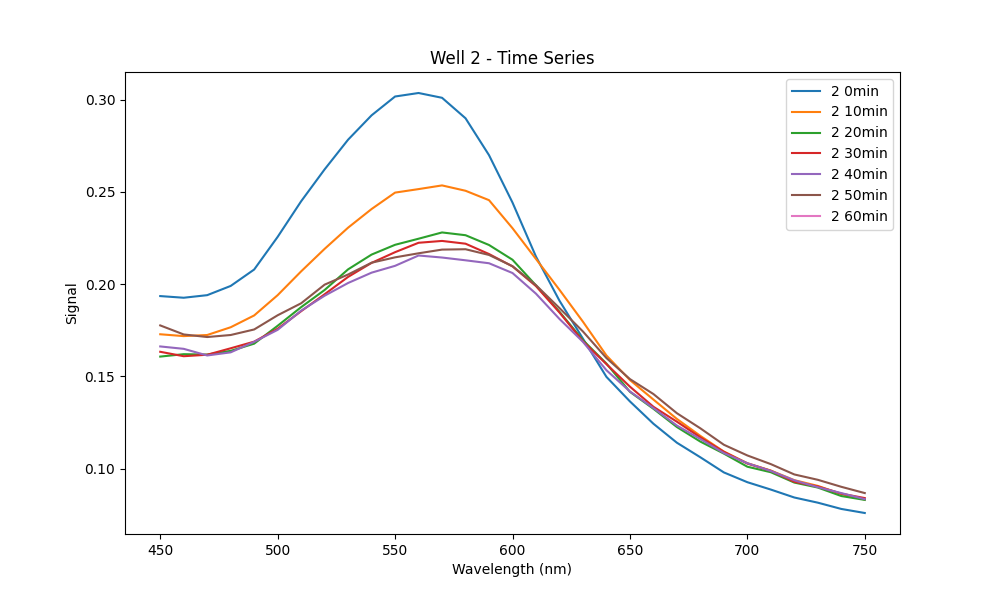 Well 2 - Time Series
Signal
0.30
0.25
0.20
0.15
0.10
2 0min
2 10min
2 20min
2 30min
2 40min
2 50min
2 60min
450 500 550 600 650 700 750
Wavelength (nm)